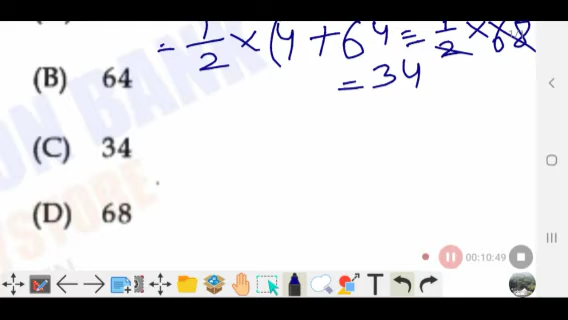 = 1/2 × (4 + 64 = 1/2 × 68
= 34
(B) 64
(C) 34
(D) 68
00:10:49
T